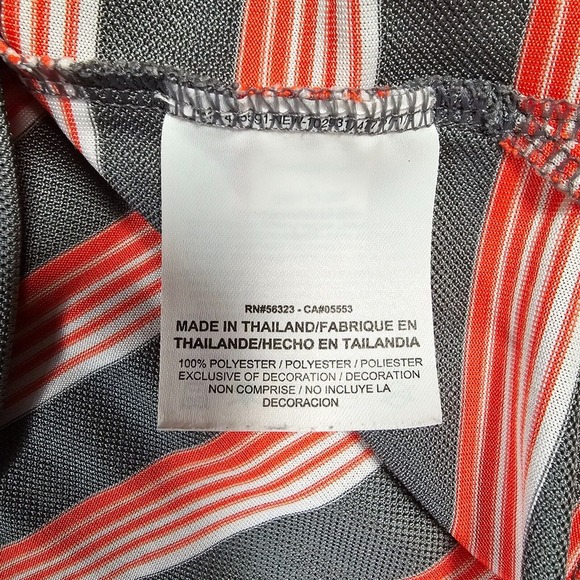 RN#56323 - CA#05553
MADE IN THAILAND/FABRIQUE EN
THAILANDE/HECHO EN TAILANDIA
100% POLYESTER / POLYESTER / POLIESTER
EXCLUSIVE OF DECORATION / DECORATION
NON COMPRISE / NO INCLUYE LA
DECORACION